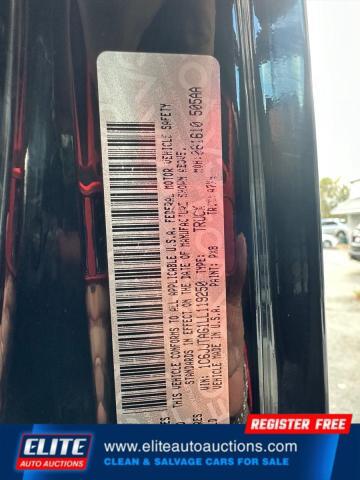 THIS VEHICLE CONFORMS TO ALL APPLICABLE U.S.A. FEDERAL MOTOR VEHICLE SAFETY
STANDARDS IN EFFECT ON THE DATE OF MANUFACTURE SHOWN ABOVE.
VIN: 1C6JJTAG1LL119250 TYPE: TRUCK
PAINT: PX8
MADE IN U.S.A.
505AA
ELITE
AUTO AUCTIONS
REGISTER FREE
www.eliteautoauctions.com
CLEAN & SALVAGE CARS FOR SALE